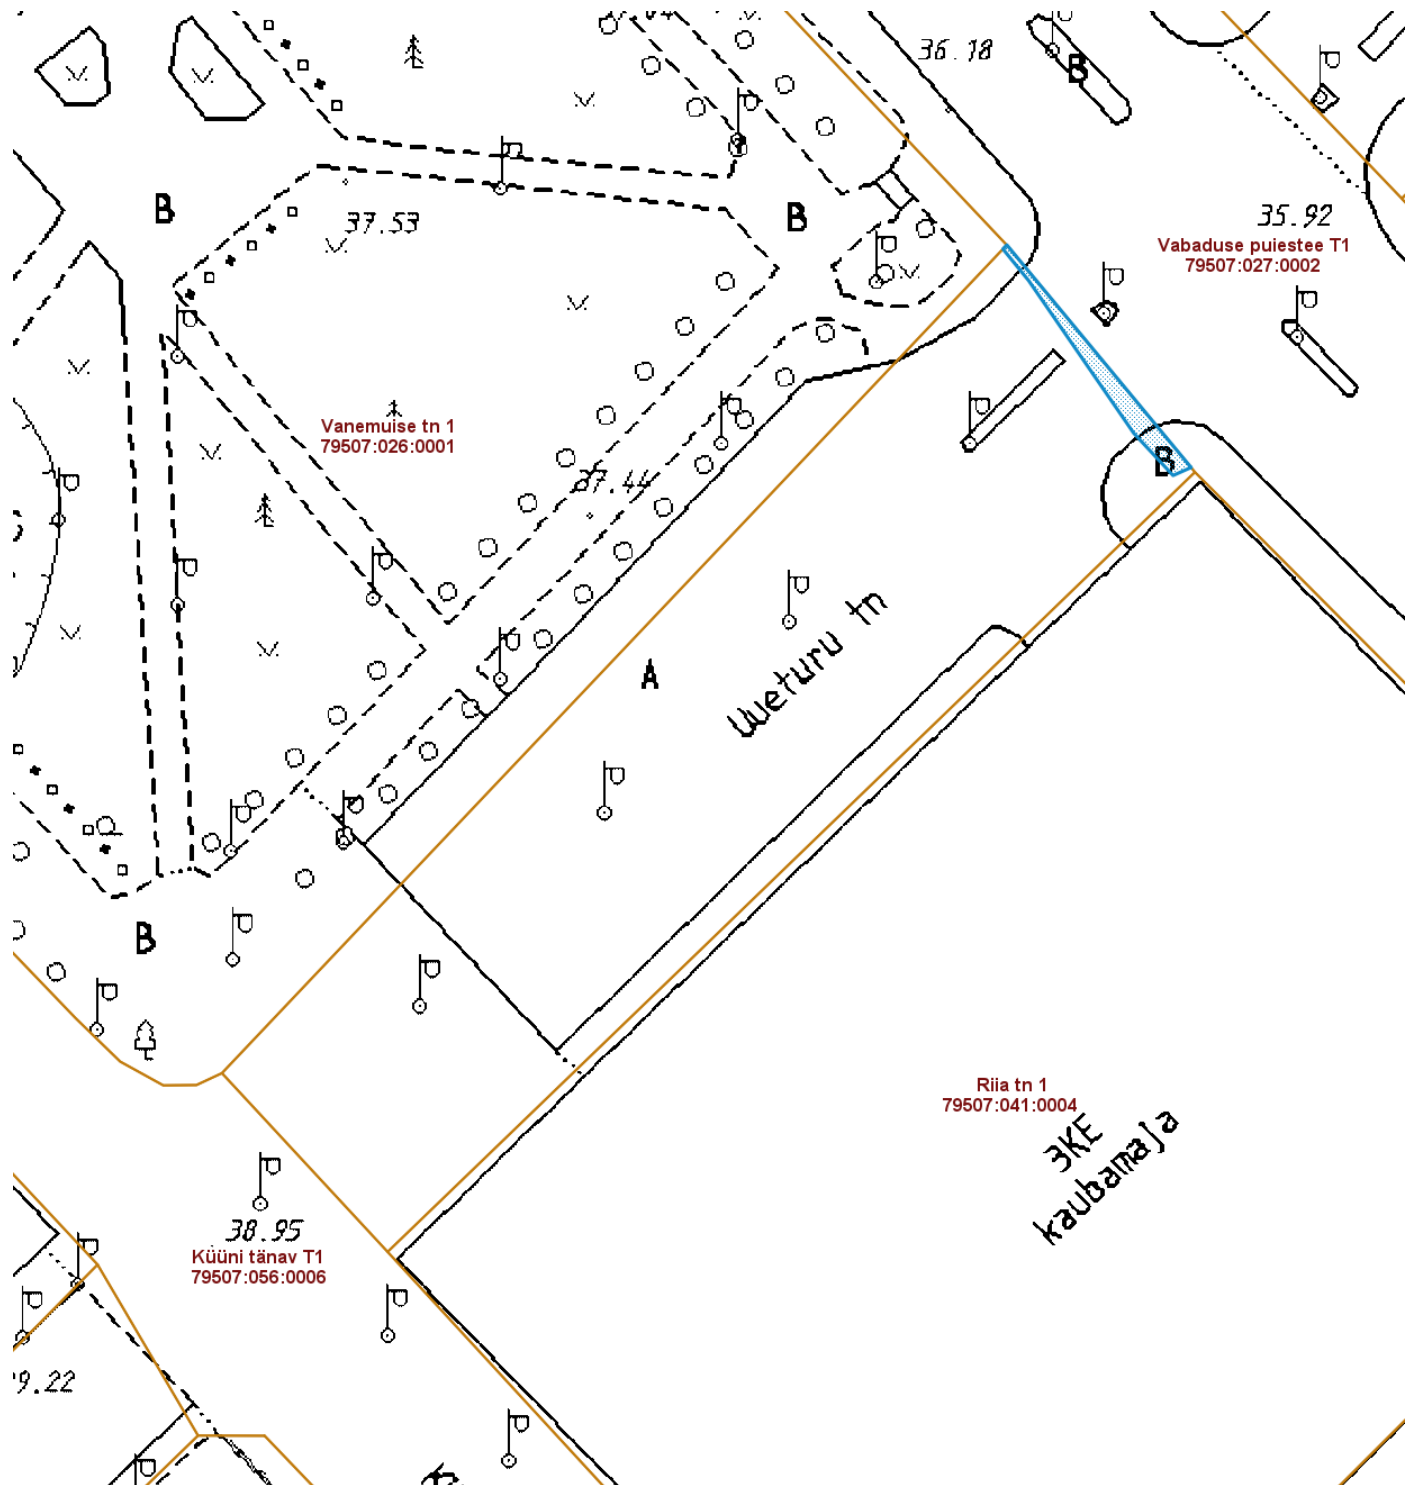 36.18
B
B
37.53
B
35.92
Vabaduse puiestee T1
79507:027:0002
Vanemuise tn 1
79507:026:0001
37.44
B
A
Uueturu tn
B
Riia tn 1
79507:041:0004
3KE
kaubamaja
38.95
Küüni tänav T1
79507:056:0006
9.22